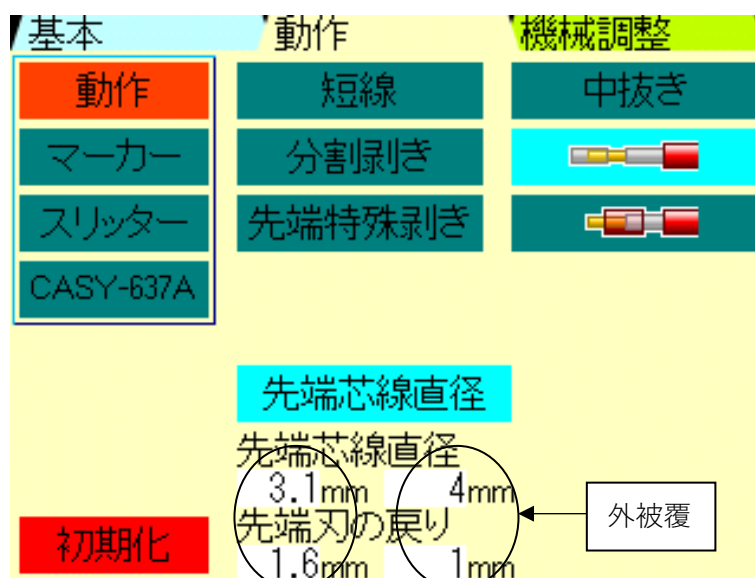 基本 動作 機械調整
動作 短線 中抜き
マーカー 分割剥き
スリッター 先端特殊剥き
CASY-637A
先端芯線直径
先端芯線直径
3.1mm 4mm
先端刃の戻り
外被覆
初期化
1.6mm 1mm